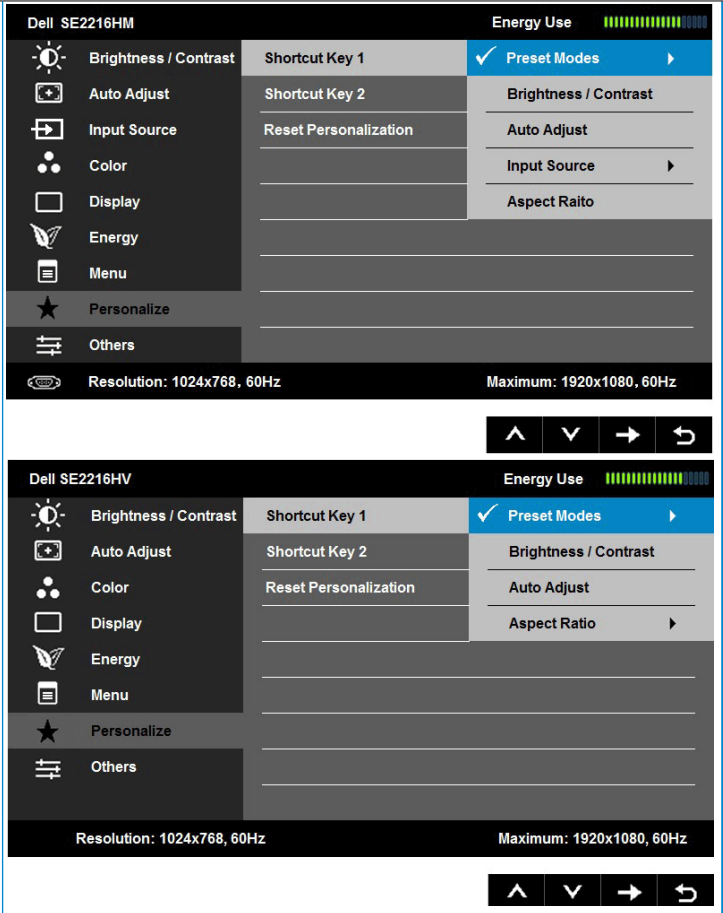 Dell SE2216HM Energy Use
Brightness / Contrast Shortcut Key 1 Preset Modes
Auto Adjust Shortcut Key 2 Brightness / Contrast
Input Source Reset Personalization Auto Adjust
Color Input Source
Display Aspect Raito
Energy
Menu
Personalize
Others
Resolution: 1024x768, 60Hz Maximum: 1920x1080, 60Hz
Dell SE2216HV Energy Use
Brightness / Contrast Shortcut Key 1 Preset Modes
Auto Adjust Shortcut Key 2 Brightness / Contrast
Color Reset Personalization Auto Adjust
Display Aspect Ratio
Energy
Menu
Personalize
Others
Resolution: 1024x768, 60Hz Maximum: 1920x1080, 60Hz